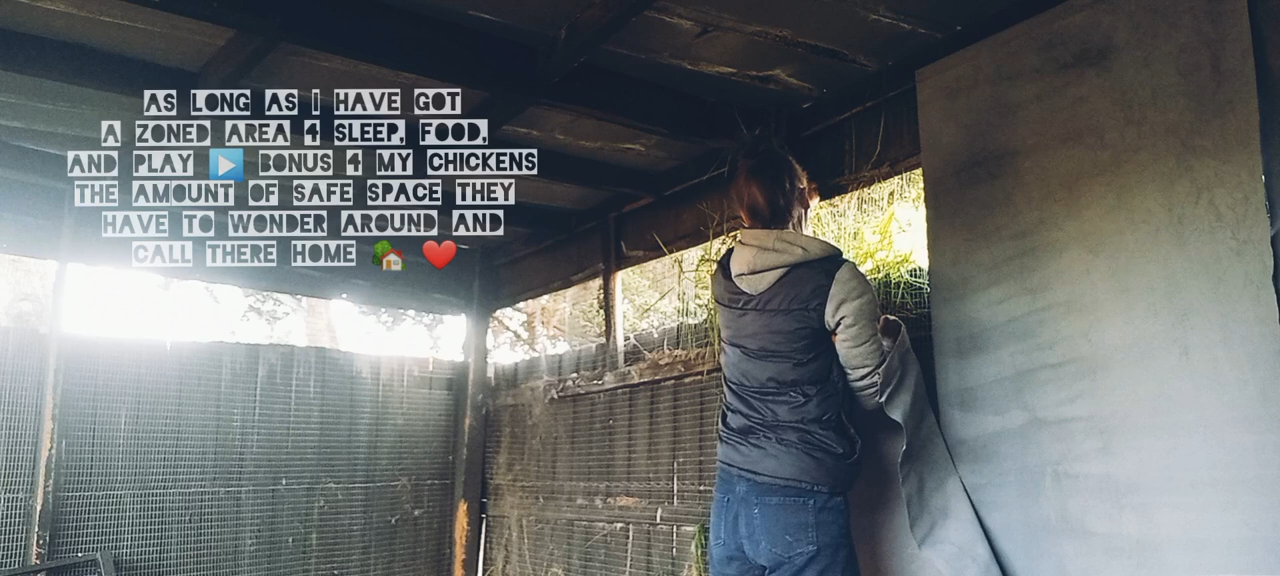 AS LONG AS I HAVE GOT
A ZONED AREA 4 SLEEP, FOOD,
AND PLAY ▶️ BONUS 4 MY CHICKENS
THE AMOUNT OF SAFE SPACE THEY
HAVE TO WONDER AROUND AND
CALL THERE HOME 🏡 ❤️